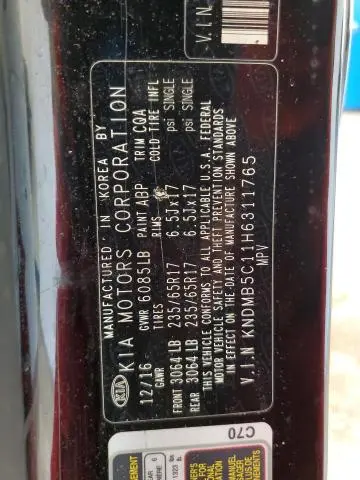 MANUFACTURED IN KOREA BY
KIA KIA MOTORS CORPORATION
12/16 GVWR 6085LB PAINT ABP TRIM CQA
GAWR TIRES RIMS COLD TIRE INFL
FRONT 3064LB 235/65R17 6.5Jx17 psi SINGLE
REAR 3064LB 235/65R17 6.5Jx17 psi SINGLE
THIS VEHICLE CONFORMS TO ALL APPLICABLE U.S.A. FEDERAL
MOTOR VEHICLE SAFETY AND THEFT PREVENTION STANDARDS
IN EFFECT ON THE DATE OF MANUFACTURE SHOWN ABOVE
V.I.N KNDMB5C11H6311765
MPV
V.I.N
C70